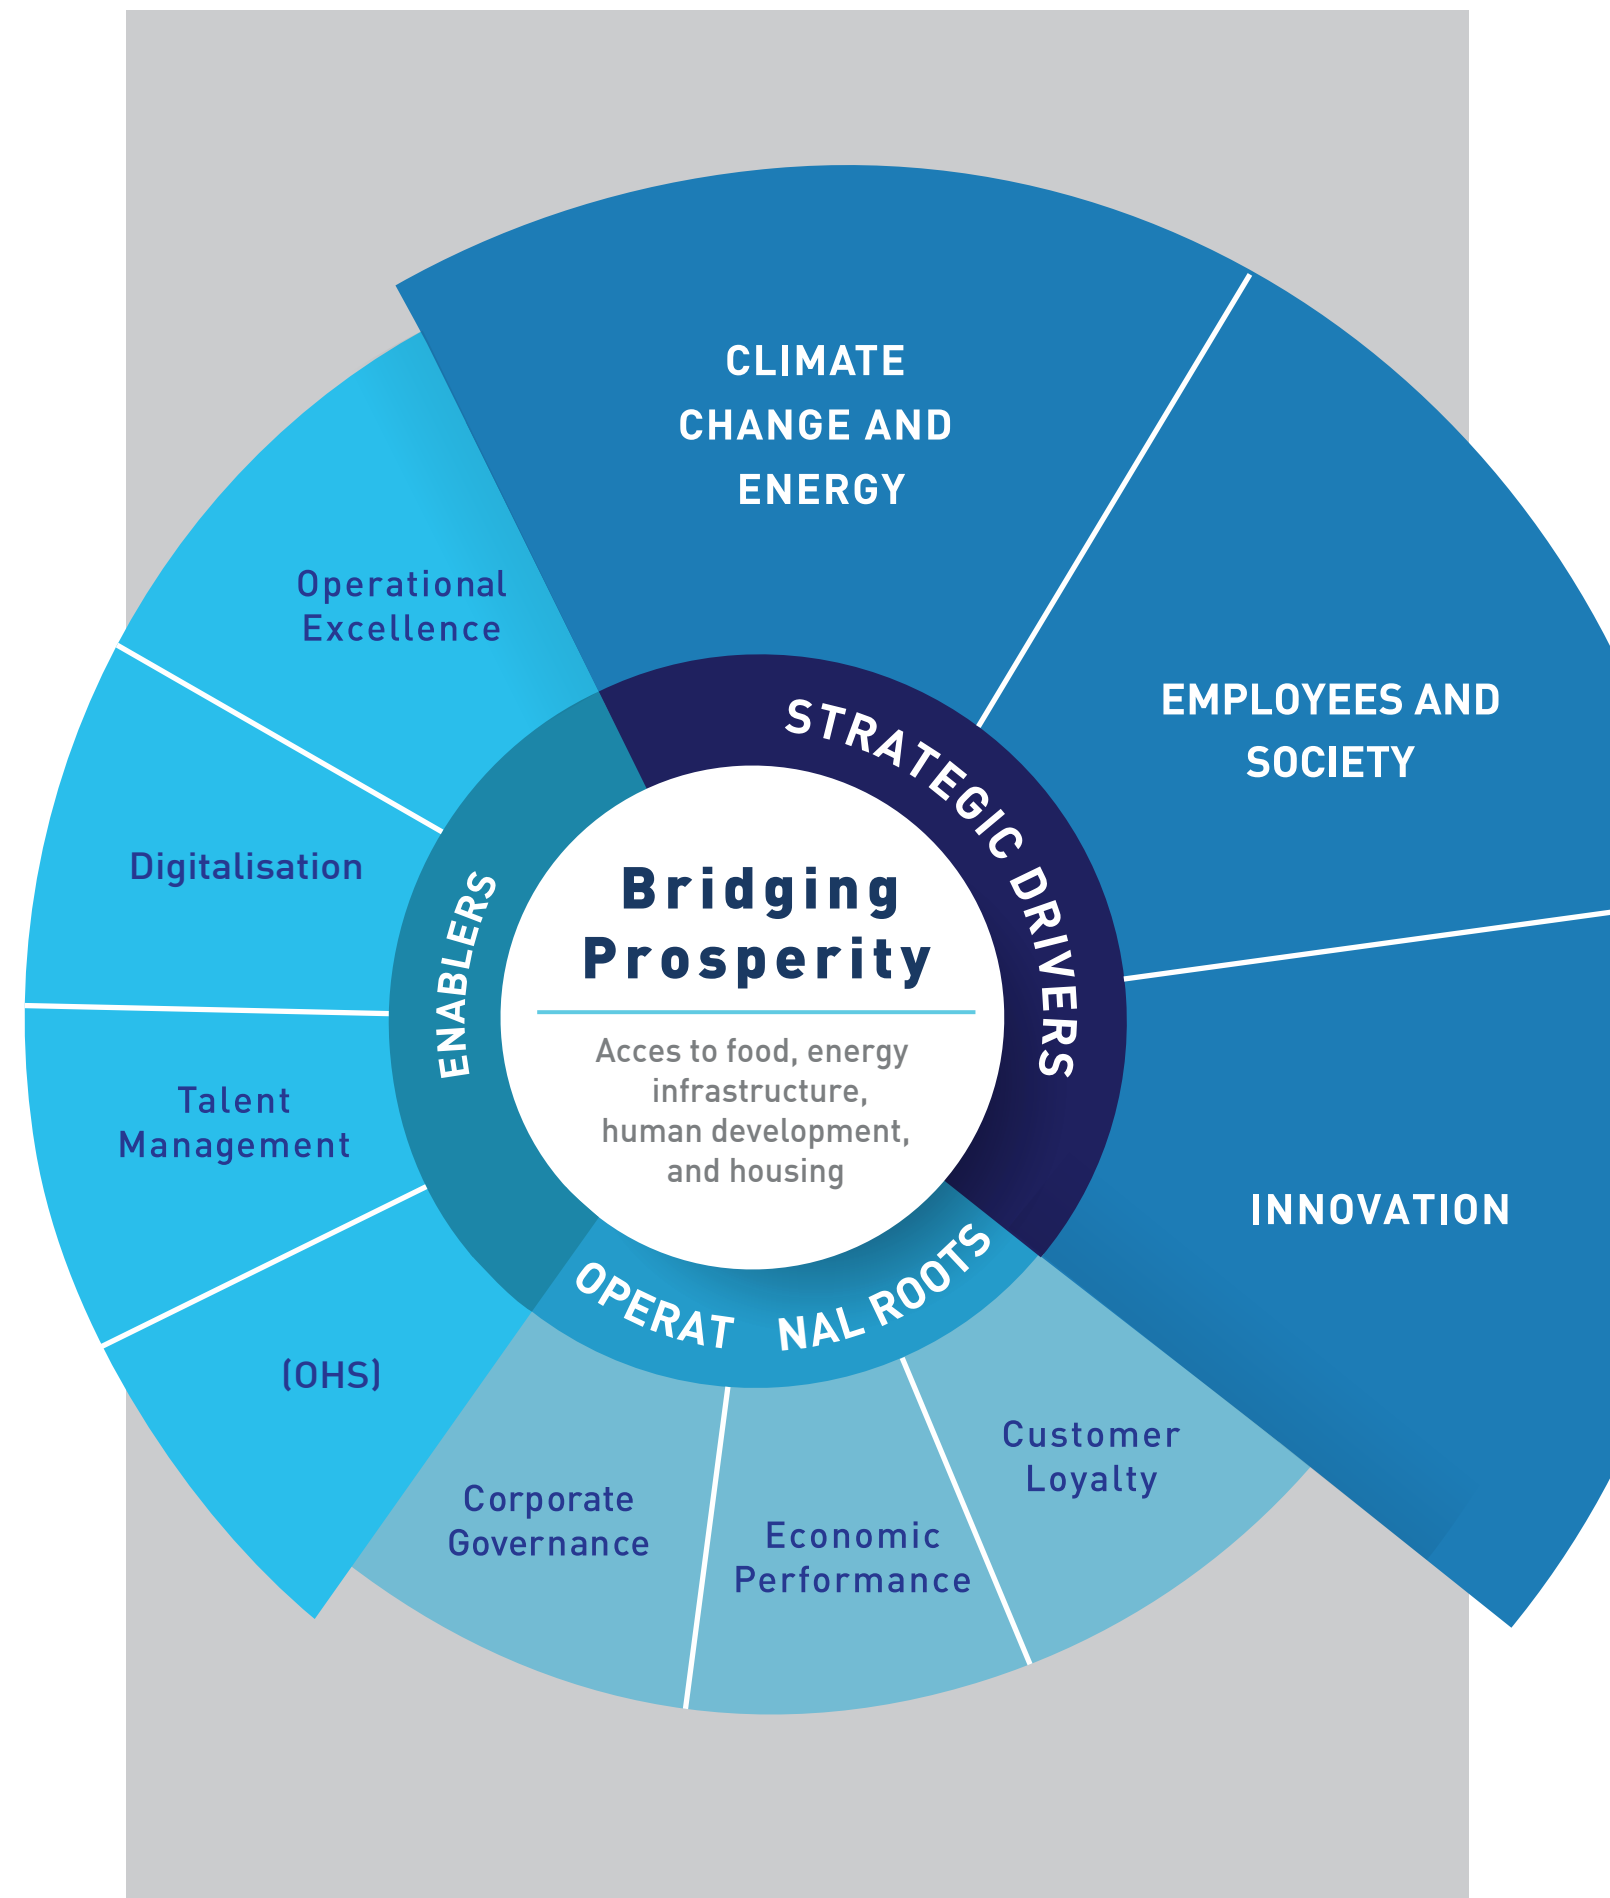 CLIMATE
CHANGE AND
ENERGY
EMPLOYEES AND
SOCIETY
INNOVATION
STRATEGIC DRIVERS
Operational
Excellence
Digitalisation
Talent
Management
(OHS)
ENABLERS
Bridging
Prosperity
Acces to food, energy
infrastructure,
human development,
and housing
OPERAT NAL ROOTS
Corporate
Governance
Economic
Performance
Customer
Loyalty